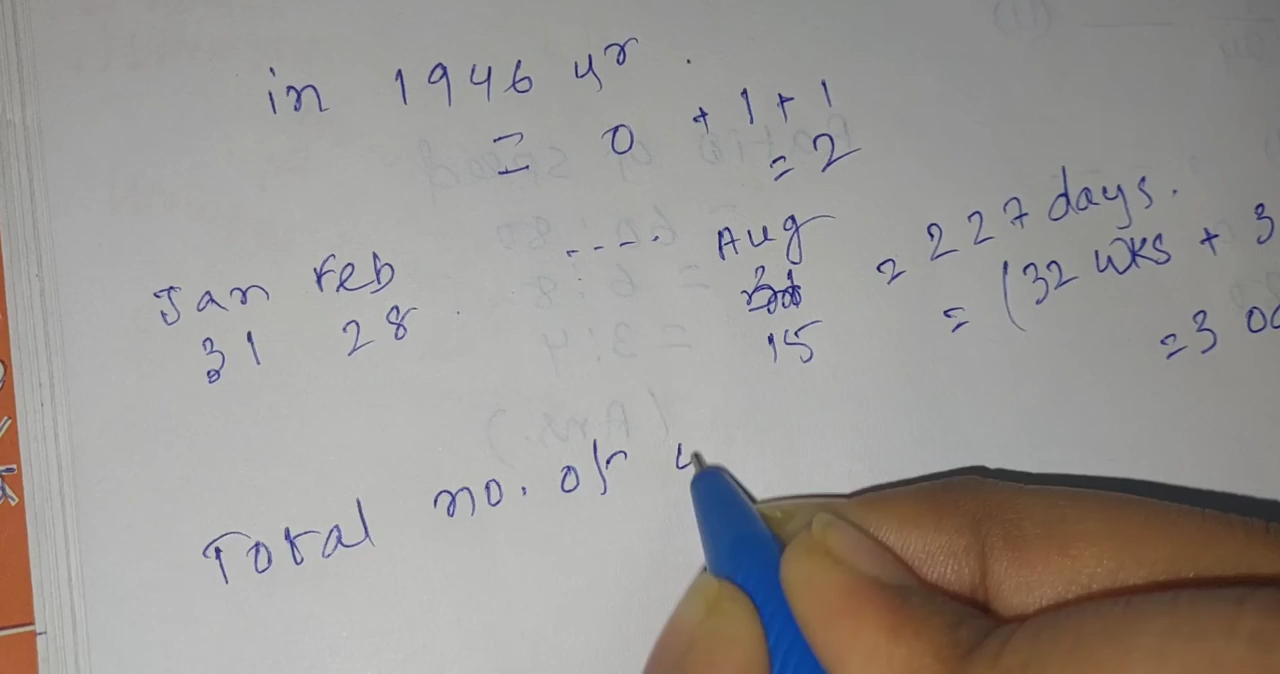 in 1946 yr.
= 0 + 1 + 1
= 2
Jan Feb ----. Aug = 227 days.
31 28 15 = (32 wks + 3
= 3
Total no. of